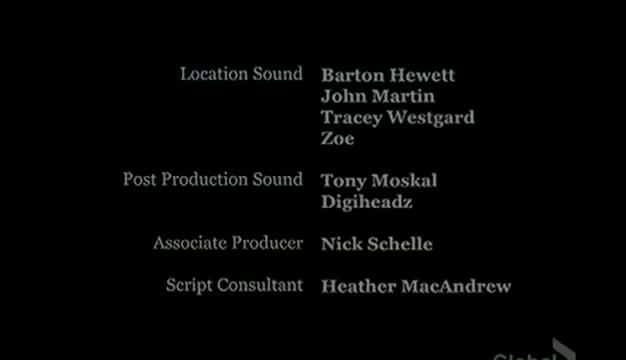 Location Sound Barton Hewett
John Martin
Tracey Westgard
Zoe
Post Production Sound Tony Moskal
Digiheadz
Associate Producer Nick Schelle
Script Consultant Heather MacAndrew
Global